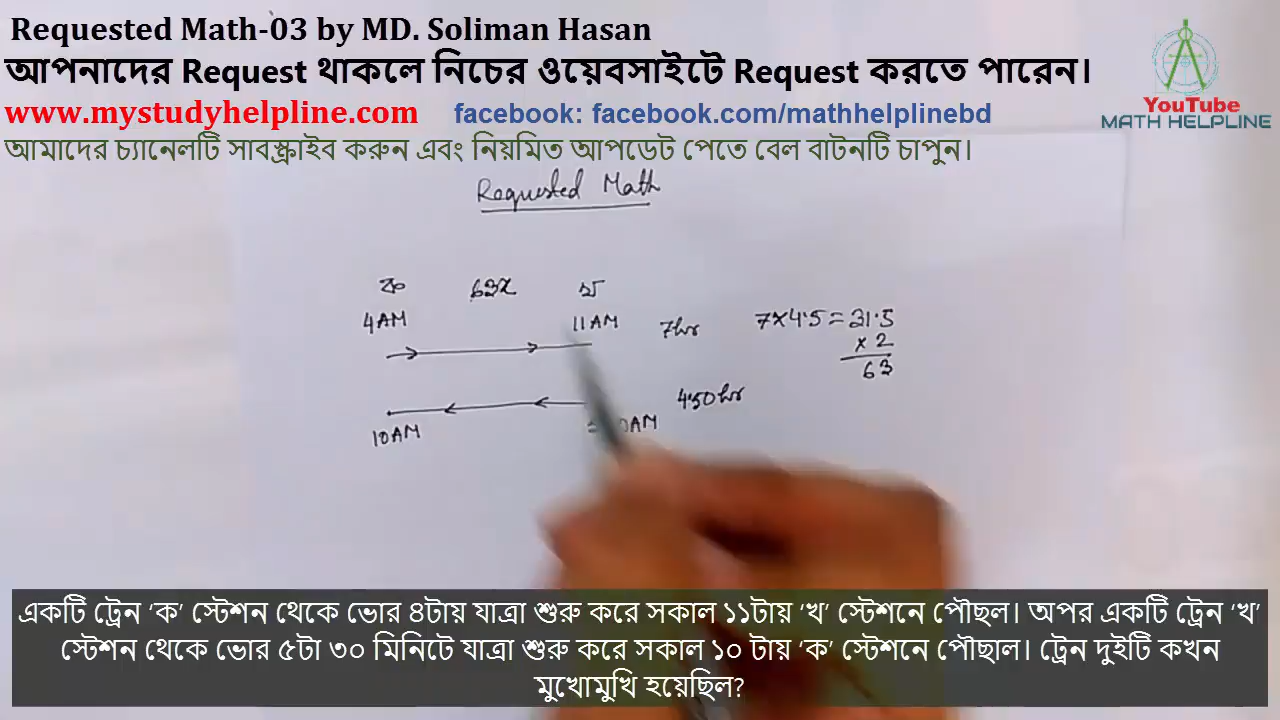 Requested Math-03 by MD. Soliman Hasan
আপনাদের Request থাকলে নিচের ওয়েবসাইটে Request করতে পারেন।
www.mystudyhelpline.com facebook: facebook.com/mathhelplinebd
YouTube
MATH HELPLINE
আমাদের চ্যানেলটি সাবস্ক্রাইব করুন এবং নিয়মিত আপডেট পেতে বেল বাটনটি চাপুন।
Requested Math
ক 63x খ
4AM 11AM 7hr 7×4.5=31.5
×2
63
4.50hr
10AM
একটি ট্রেন ‘ক’ স্টেশন থেকে ভোর ৪টায় যাত্রা শুরু করে সকাল ১১টায় ‘খ’ স্টেশনে পৌছল। অপর একটি ট্রেন ‘খ’
স্টেশন থেকে ভোর ৫টা ৩০ মিনিটে যাত্রা শুরু করে সকাল ১০ টায় ‘ক’ স্টেশনে পৌছাল। ট্রেন দুইটি কখন
মুখোমুখি হয়েছিল?